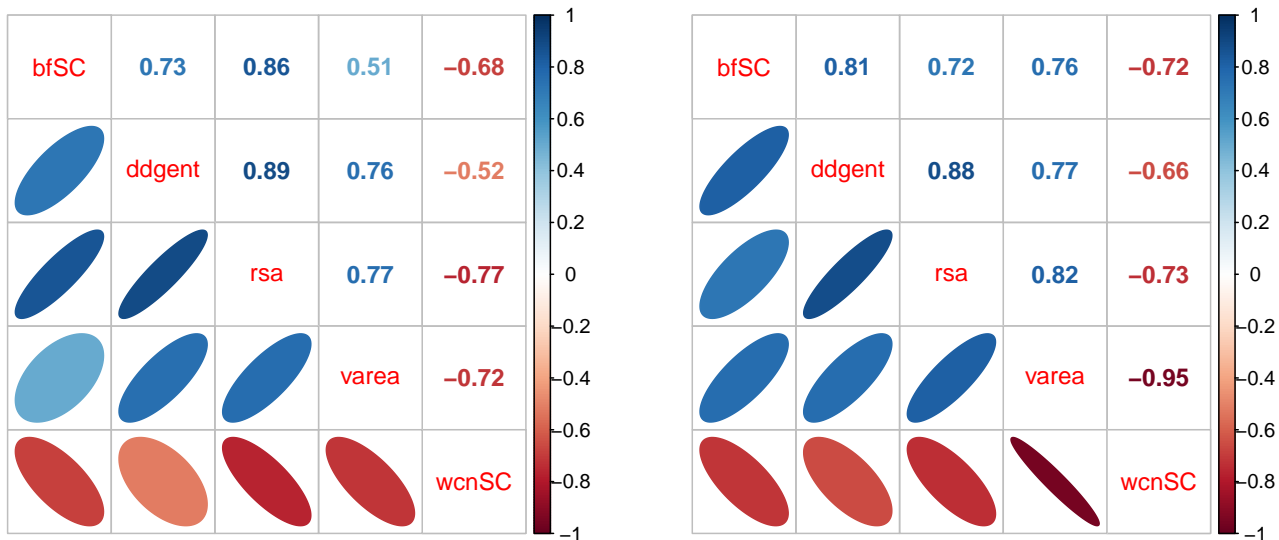 bfSC 0.73 0.86 0.51 −0.68
ddgent 0.89 0.76 −0.52
rsa 0.77 −0.77
varea −0.72
wcnSC
1
0.8
0.6
0.4
0.2
0
−0.2
−0.4
−0.6
−0.8
−1
bfSC 0.81 0.72 0.76 −0.72
ddgent 0.88 0.77 −0.66
rsa 0.82 −0.73
varea −0.95
wcnSC
1
0.8
0.6
0.4
0.2
0
−0.2
−0.4
−0.6
−0.8
−1